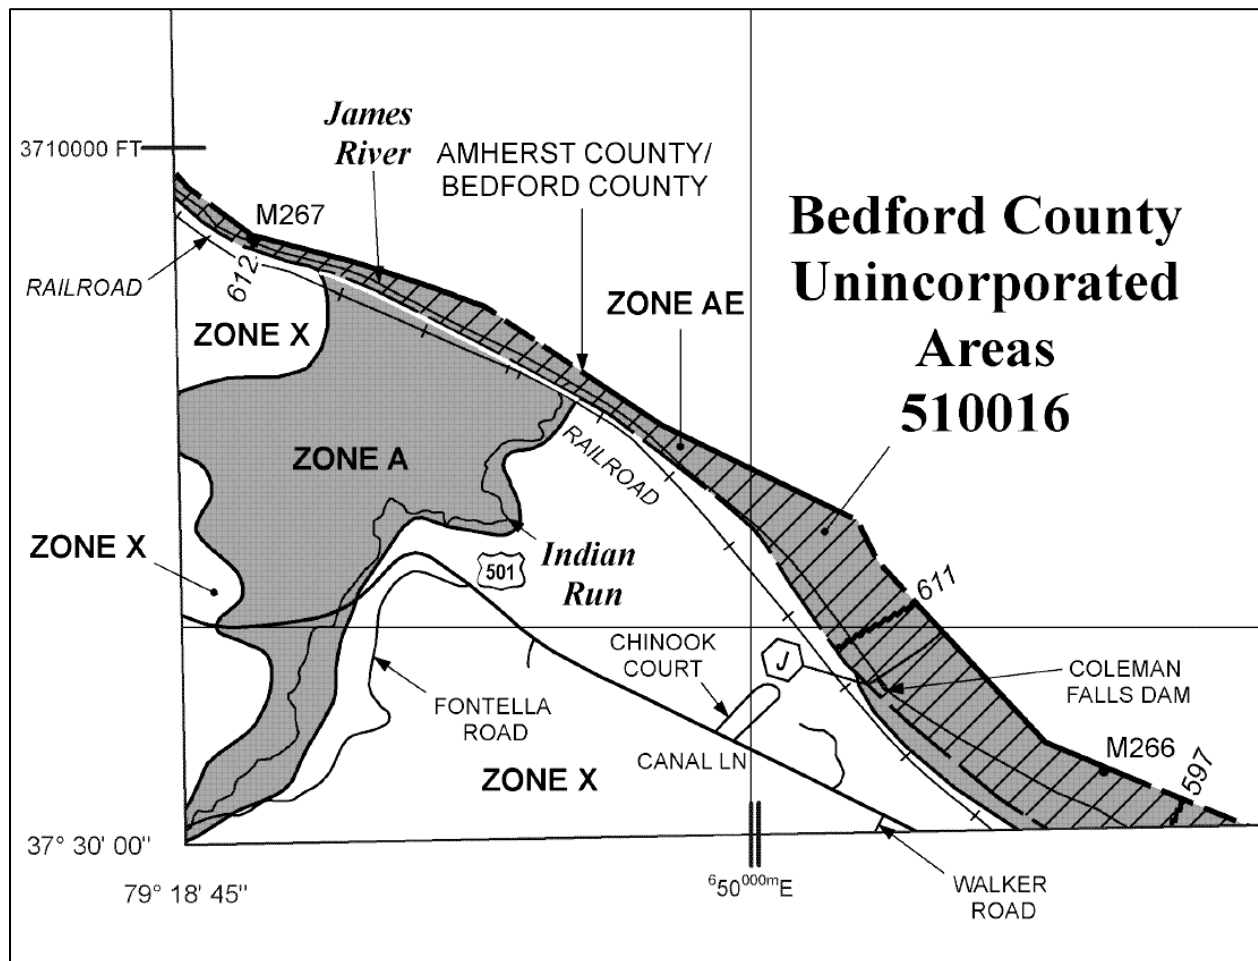 James
River
3710000 FT
AMHERST COUNTY/
BEDFORD COUNTY
Bedford County
Unincorporated
Areas
510016
M267
RAILROAD
612
ZONE X
ZONE AE
ZONE A
RAILROAD
ZONE X
Indian
Run
501
611
CHINOOK
COURT
J
COLEMAN
FALLS DAM
FONTELLA
ROAD
M266
CANAL LN
ZONE X
597
37° 30' 00"
79° 18' 45"
650000mE
WALKER
ROAD